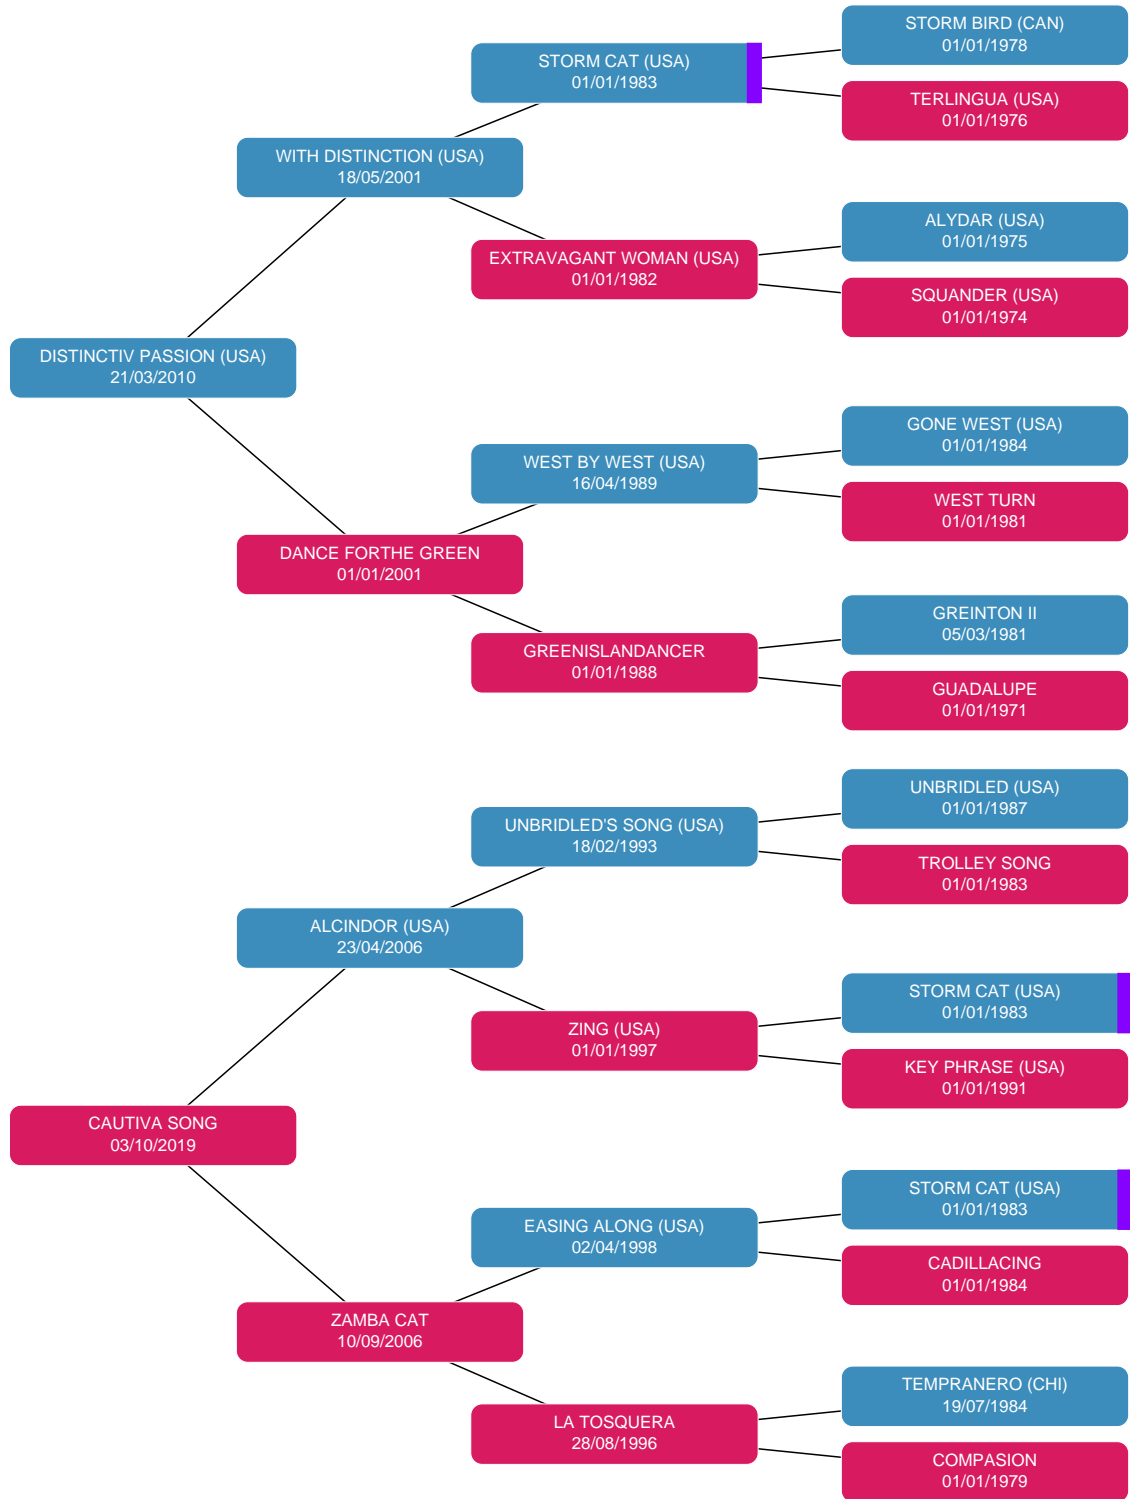 STORM BIRD (CAN)
01/01/1978
STORM CAT (USA)
01/01/1983
TERLINGUA (USA)
01/01/1976
WITH DISTINCTION (USA)
18/05/2001
ALYDAR (USA)
01/01/1975
EXTRAVAGANT WOMAN (USA)
01/01/1982
SQUANDER (USA)
01/01/1974
DISTINCTIV PASSION (USA)
21/03/2010
GONE WEST (USA)
01/01/1984
WEST BY WEST (USA)
16/04/1989
WEST TURN
01/01/1981
DANCE FORTHE GREEN
01/01/2001
GREINTON II
05/03/1981
GREENISLANDANCER
01/01/1988
GUADALUPE
01/01/1971
UNBRIDLED (USA)
01/01/1987
UNBRIDLED'S SONG (USA)
18/02/1993
TROLLEY SONG
01/01/1983
ALCINDOR (USA)
23/04/2006
STORM CAT (USA)
01/01/1983
ZING (USA)
01/01/1997
KEY PHRASE (USA)
01/01/1991
CAUTIVA SONG
03/10/2019
STORM CAT (USA)
01/01/1983
EASING ALONG (USA)
02/04/1998
CADILLACING
01/01/1984
ZAMBA CAT
10/09/2006
TEMPRANERO (CHI)
19/07/1984
LA TOSQUERA
28/08/1996
COMPASION
01/01/1979